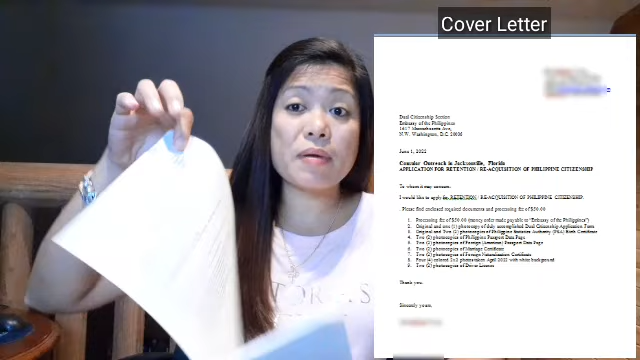 Cover Letter
Dual Citizenship Section
Embassy of the Philippines
1617 Massachusetts Ave,
N.W. Washington, D.C. 20036
June 1, 2022
Consular Outreach in Jacksonville, Florida
APPLICATION FOR RETENTION / RE-ACQUISITION OF PHILIPPINE CITIZENSHIP
To whom it may concern:
I would like to apply for RETENTION / RE-ACQUISITION OF PHILIPPINE CITIZENSHIP.
Please find enclosed required documents and processing fee of $50.00
1. Processing fee of $50.00 (money order made payable to "Embassy of the Philippines")
2. Original and two (2) photocopy of duly accomplished Dual Citizenship Application Form
3. Original and Two (2) photocopies of Philippine Statistics Authority (PSA) Birth Certificate
4. Two (2) photocopies of Philippine Passport Data Page
5. Two (2) photocopies of Foreign (American) Passport Data Page
6. Two (2) photocopies of Marriage Certificate
7. Two (2) photocopies of Foreign Naturalization Certificate
8. Four (4) colored 2x2 photos taken April 2022 with white background
9. Two (2) photocopies of Driver License
Thank you.
Sincerely yours,